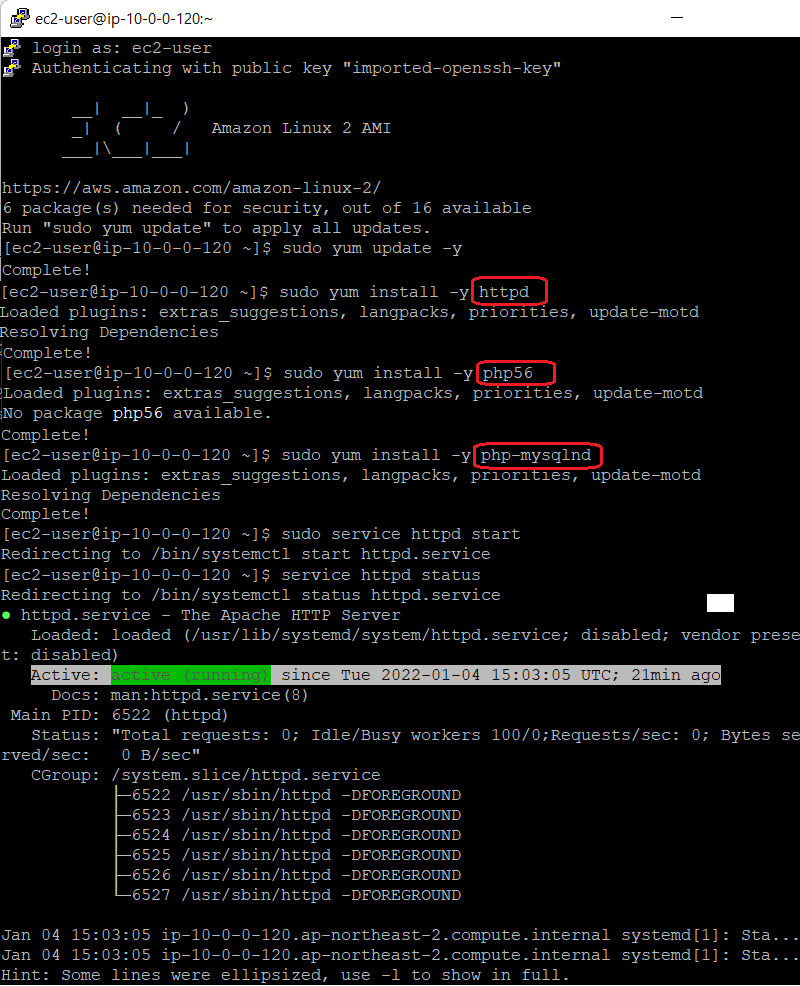 ec2-user@ip-10-0-0-120:~
login as: ec2-user
Authenticating with public key "imported-openssh-key"
__|  __|_  )
_|  (     /   Amazon Linux 2 AMI
___|\___|___|
https://aws.amazon.com/amazon-linux-2/
6 package(s) needed for security, out of 16 available
Run "sudo yum update" to apply all updates.
[ec2-user@ip-10-0-0-120 ~]$ sudo yum update -y
Complete!
[ec2-user@ip-10-0-0-120 ~]$ sudo yum install -y httpd
Loaded plugins: extras_suggestions, langpacks, priorities, update-motd
Resolving Dependencies
Complete!
[ec2-user@ip-10-0-0-120 ~]$ sudo yum install -y php56
Loaded plugins: extras_suggestions, langpacks, priorities, update-motd
No package php56 available.
Complete!
[ec2-user@ip-10-0-0-120 ~]$ sudo yum install -y php-mysqlnd
Loaded plugins: extras_suggestions, langpacks, priorities, update-motd
Resolving Dependencies
Complete!
[ec2-user@ip-10-0-0-120 ~]$ sudo service httpd start
Redirecting to /bin/systemctl start httpd.service
[ec2-user@ip-10-0-0-120 ~]$ service httpd status
Redirecting to /bin/systemctl status httpd.service
● httpd.service - The Apache HTTP Server
Loaded: loaded (/usr/lib/systemd/system/httpd.service; disabled; vendor prese
t: disabled)
Active: active (running) since Tue 2022-01-04 15:03:05 UTC; 21min ago
Docs: man:httpd.service(8)
Main PID: 6522 (httpd)
Status: "Total requests: 0; Idle/Busy workers 100/0;Requests/sec: 0; Bytes se
rved/sec:   0 B/sec"
CGroup: /system.slice/httpd.service
├─6522 /usr/sbin/httpd -DFOREGROUND
├─6523 /usr/sbin/httpd -DFOREGROUND
├─6524 /usr/sbin/httpd -DFOREGROUND
├─6525 /usr/sbin/httpd -DFOREGROUND
├─6526 /usr/sbin/httpd -DFOREGROUND
└─6527 /usr/sbin/httpd -DFOREGROUND
Jan 04 15:03:05 ip-10-0-0-120.ap-northeast-2.compute.internal systemd[1]: Sta...
Jan 04 15:03:05 ip-10-0-0-120.ap-northeast-2.compute.internal systemd[1]: Sta...
Hint: Some lines were ellipsized, use -l to show in full.